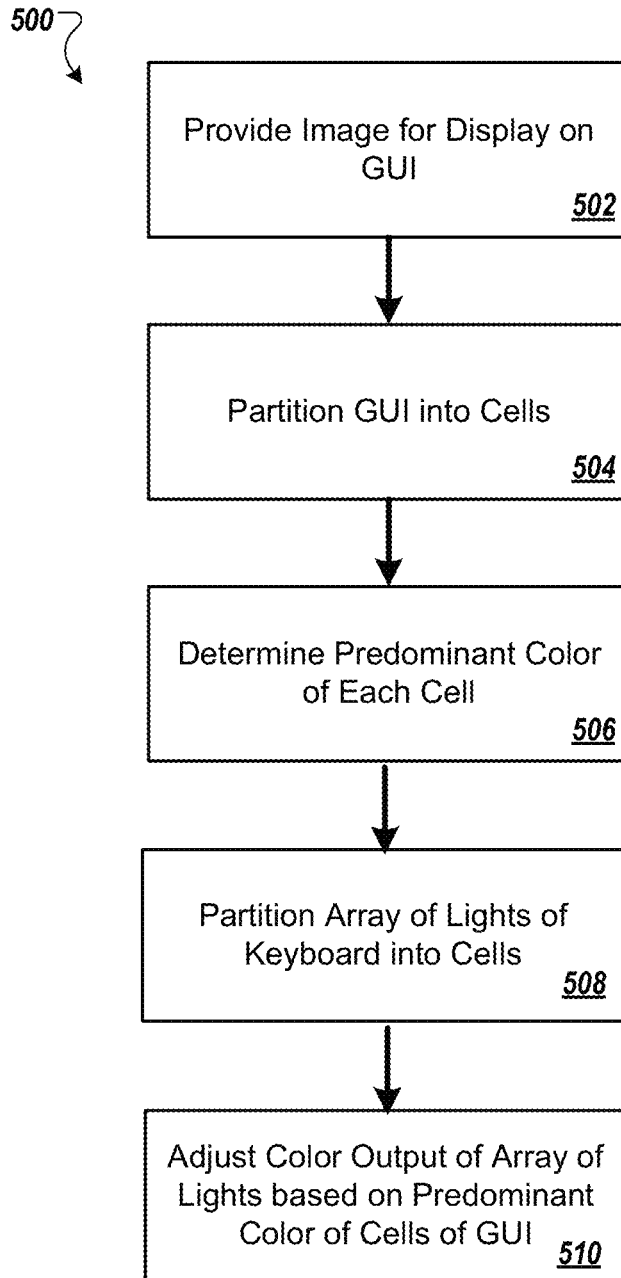 500
Provide Image for Display on
GUI
502
Partition GUI into Cells
504
Determine Predominant Color
of Each Cell
506
Partition Array of Lights of
Keyboard into Cells
508
Adjust Color Output of Array of
Lights based on Predominant
Color of Cells of GUI
510